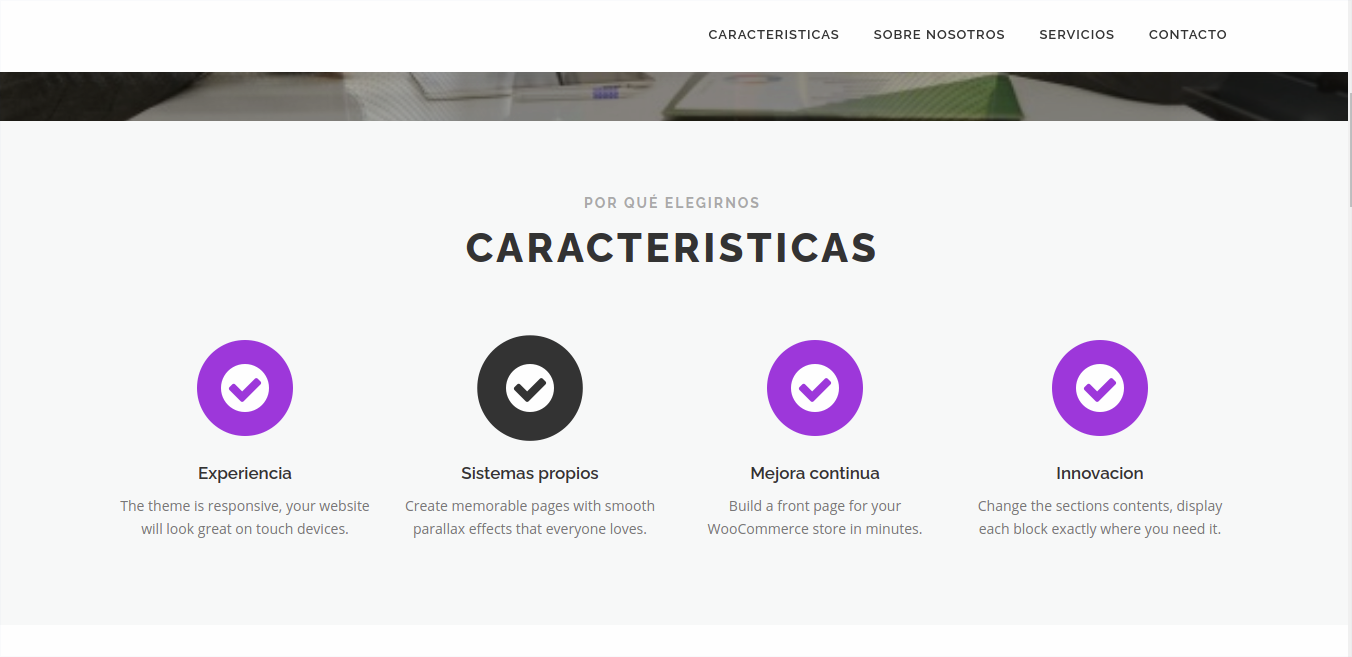 CARACTERISTICAS SOBRE NOSOTROS SERVICIOS CONTACTO
POR QUÉ ELEGIRNOS
CARACTERISTICAS
Experiencia
The theme is responsive, your website
will look great on touch devices.
Sistemas propios
Create memorable pages with smooth
parallax effects that everyone loves.
Mejora continua
Build a front page for your
WooCommerce store in minutes.
Innovacion
Change the sections contents, display
each block exactly where you need it.